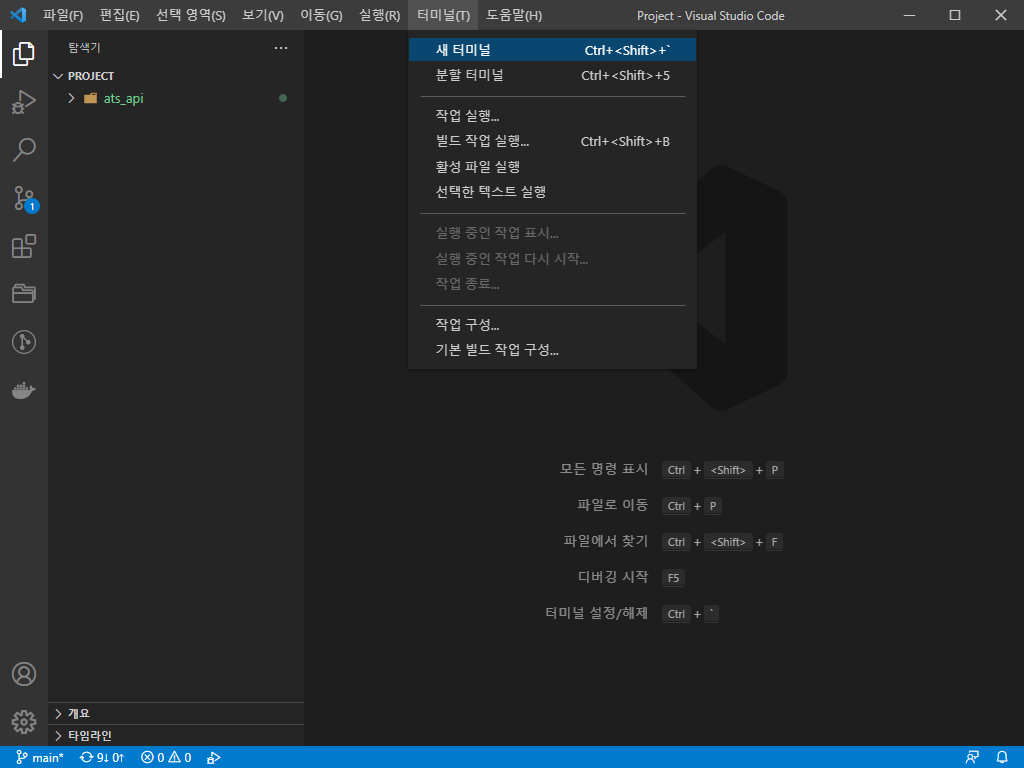 파일(F) 편집(E) 선택 영역(S) 보기(V) 이동(G) 실행(R) 터미널(T) 도움말(H) Project - Visual Studio Code
탐색기
PROJECT
ats_api
새 터미널 Ctrl+<Shift>+`
분할 터미널 Ctrl+<Shift>+5
작업 실행...
빌드 작업 실행... Ctrl+<Shift>+B
활성 파일 실행
선택한 텍스트 실행
실행 중인 작업 표시...
실행 중인 작업 다시 시작...
작업 종료...
작업 구성...
기본 빌드 작업 구성...
1
모든 명령 표시 Ctrl + <Shift> + P
파일로 이동 Ctrl + P
파일에서 찾기 Ctrl + <Shift> + F
디버깅 시작 F5
터미널 설정/해제 Ctrl + `
개요
타임라인
main* 9↓ 0↑ 0 0